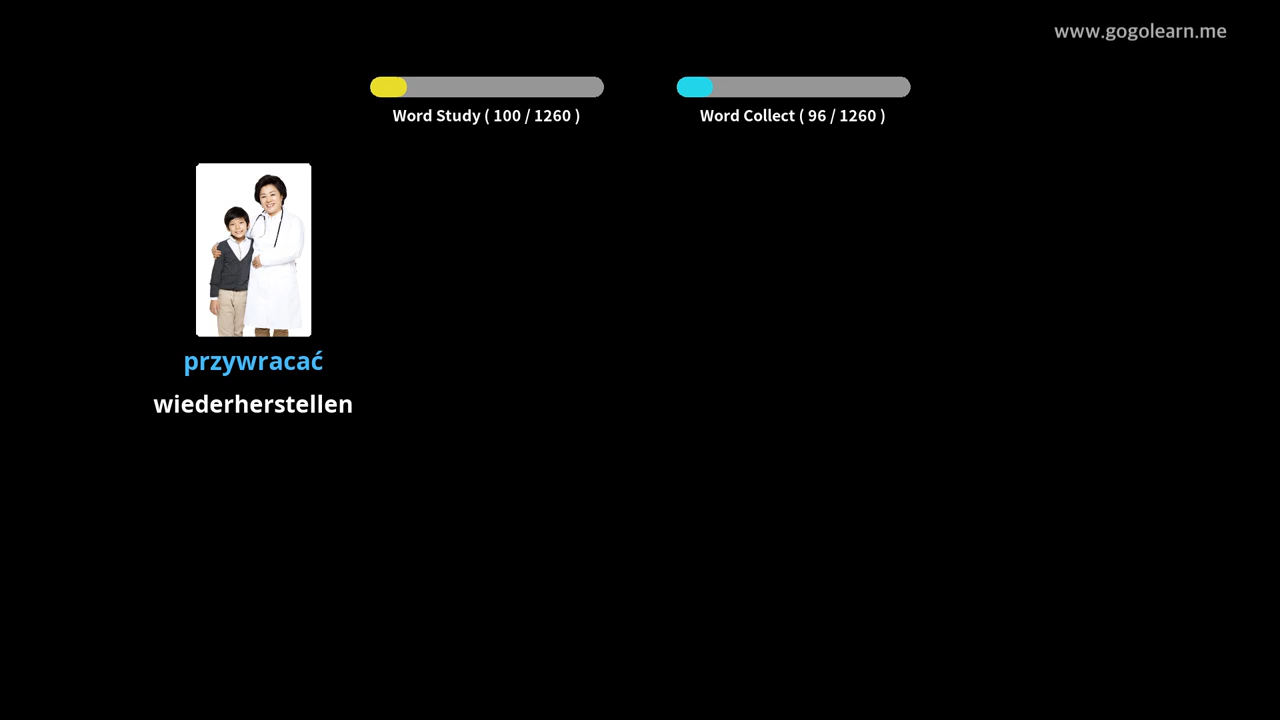 www.gogolearn.me
Word Study ( 100 / 1260 )
Word Collect ( 96 / 1260 )
przywracać
wiederherstellen